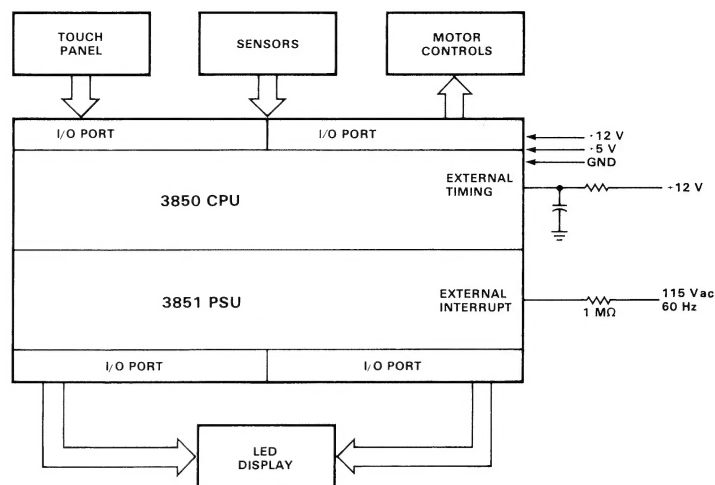 TOUCH
PANEL
SENSORS
MOTOR
CONTROLS
I/O PORT
I/O PORT
·12 V
·5 V
GND
EXTERNAL
TIMING
+12 V
3850 CPU
3851 PSU
EXTERNAL
INTERRUPT
1 MΩ
115 Vac
60 Hz
I/O PORT
I/O PORT
LED
DISPLAY